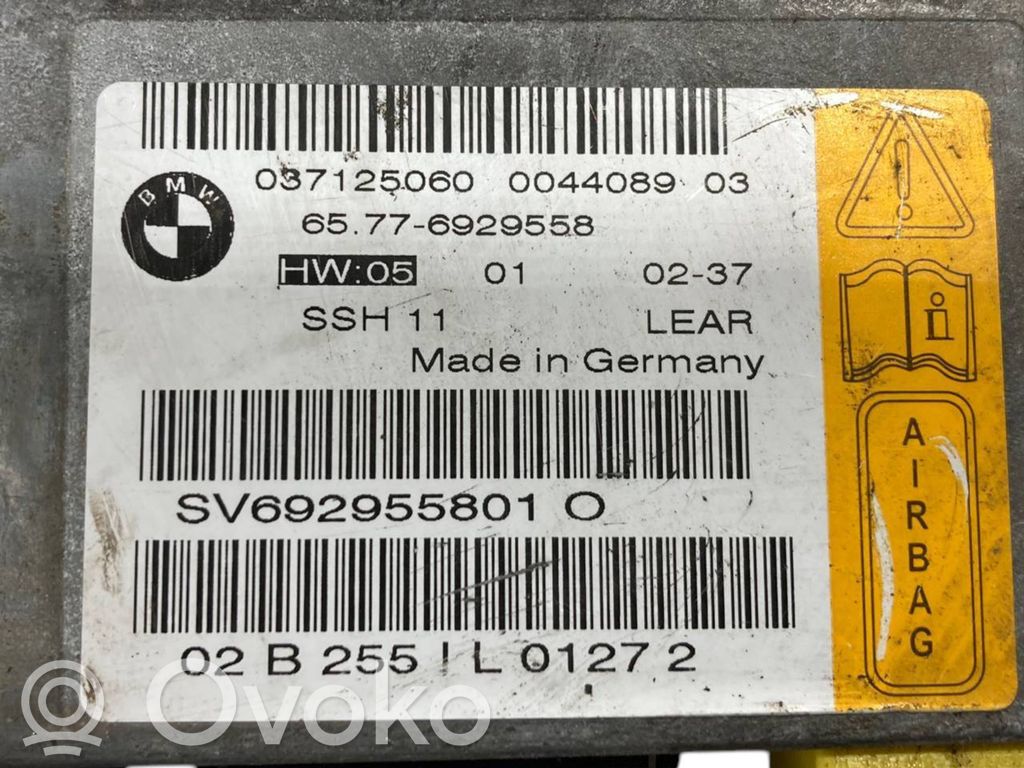 037125060 0044089 03
BMW
65.77-6929558
HW:05 01 02-37
SSH 11 LEAR
Made in Germany
SV692955801 O
02 B 255 I L 0127 2
i
AIRBAG
OVOKO